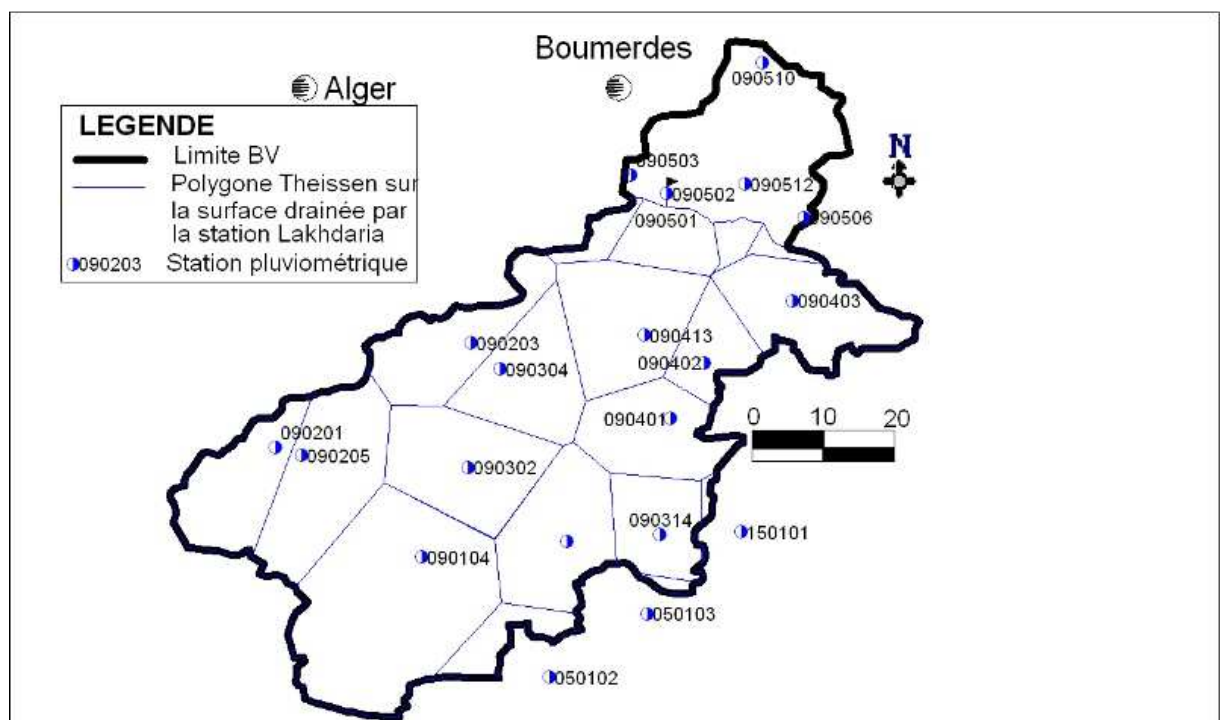 Boumerdes
Alger
090510
LEGENDE
Limite BV
Polygone Theissen sur
la surface drainée par
la station Lakhdaria
090203 Station pluviométrique
N
090503
090502
090512
090501
090506
090403
090203
090413
090304
090402
090401
0 10 20
090201
090205
090302
090314
150101
090104
050103
050102